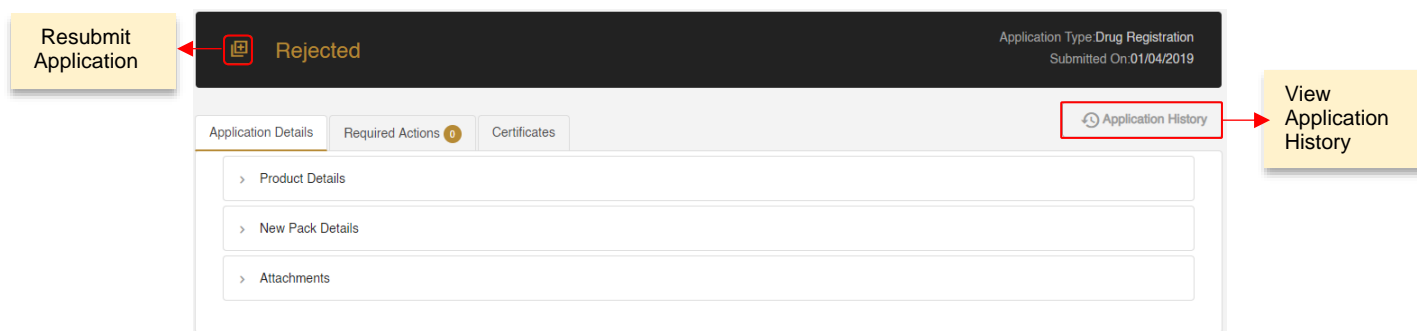 Resubmit
Application
Rejected
Application Type:Drug Registration
Submitted On:01/04/2019
View
Application
History
Application History
Application Details
Required Actions 0
Certificates
Product Details
New Pack Details
Attachments